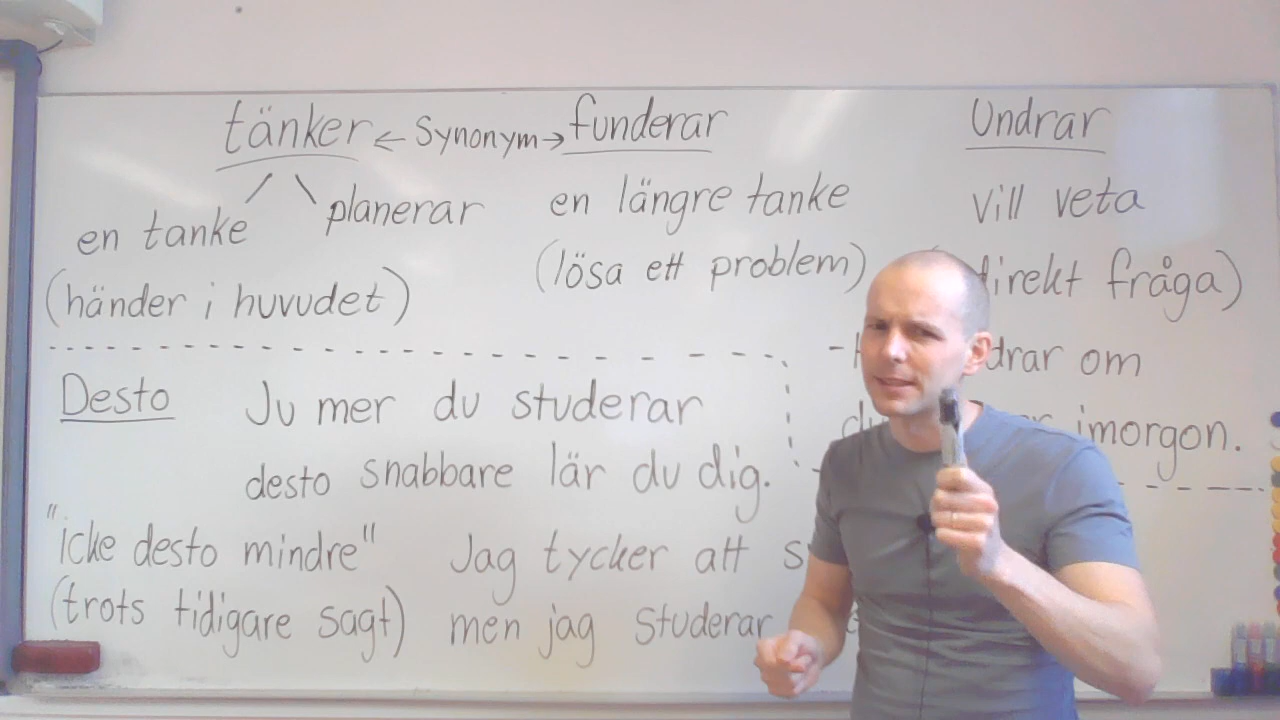 tänker ← Synonym → funderar
en tanke
planerar
(händer i huvudet)
en längre tanke
(lösa ett problem)
Undrar
vill veta
direkt fråga)
om
imorgon.
Desto
Ju mer du studerar
desto snabbare lär du dig.
"icke desto mindre"
(trots tidigare sagt)
Jag tycker att
men jag studerar